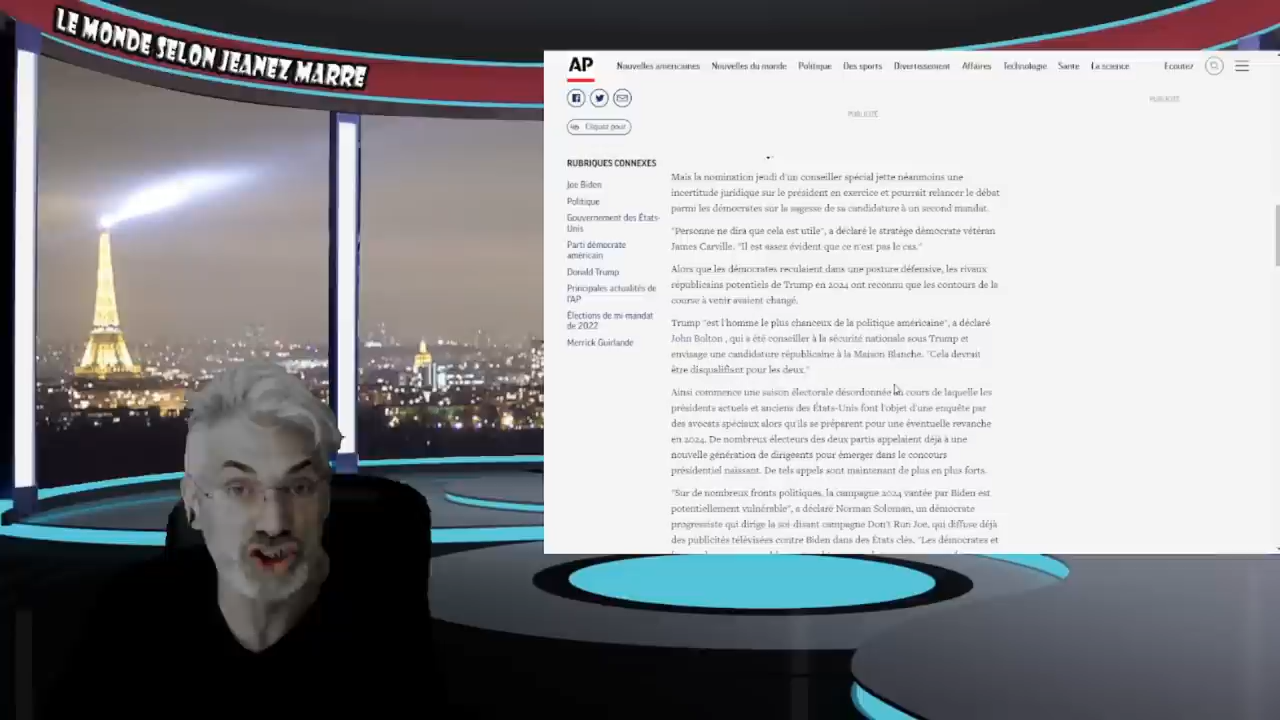 LE MONDE SELON JEANEZ MARRE
AP
Nouvelles américaines Nouvelles du monde Politique Des sports Divertissement Affaires Technologie Santé La science Écoutez
PUBLICITÉ
PUBLICITÉ
Cliquez pour
RUBRIQUES CONNEXES
Joe Biden
Politique
Gouvernement des États-
Unis
Parti démocrate
américain
Donald Trump
Principales actualités de
l'AP
Élections de mi-mandat
de 2022
Merrick Guirlande
Mais la nomination jeudi d'un conseiller spécial jette néanmoins une
incertitude juridique sur le président en exercice et pourrait relancer le débat
parmi les démocrates sur la sagesse de sa candidature à un second mandat.
"Personne ne dira que cela est utile", a déclaré le stratège démocrate vétéran
James Carville. "Il est assez évident que ce n'est pas le cas."
Alors que les démocrates reculaient dans une posture défensive, les rivaux
républicains potentiels de Trump en 2024 ont reconnu que les contours de la
course à venir avaient changé.
Trump "est l'homme le plus chanceux de la politique américaine", a déclaré
John Bolton , qui a été conseiller à la sécurité nationale sous Trump et
envisage une candidature républicaine à la Maison Blanche. "Cela devrait
être disqualifiant pour les deux."
Ainsi commence une saison électorale désordonnée au cours de laquelle les
présidents actuels et anciens des États-Unis font l'objet d'une enquête par
des avocats spéciaux alors qu'ils se préparent pour une éventuelle revanche
en 2024. De nombreux électeurs des deux partis appelaient déjà à une
nouvelle génération de dirigeants pour émerger dans le concours
présidentiel naissant. De tels appels sont maintenant de plus en plus forts.
"Sur de nombreux fronts politiques, la campagne 2024 vantée par Biden est
potentiellement vulnérable", a déclaré Norman Soloman, un démocrate
progressiste qui dirige la soi-disant campagne Don't Run Joe, qui diffuse déjà
des publicités télévisées contre Biden dans des États clés. "Les démocrates et